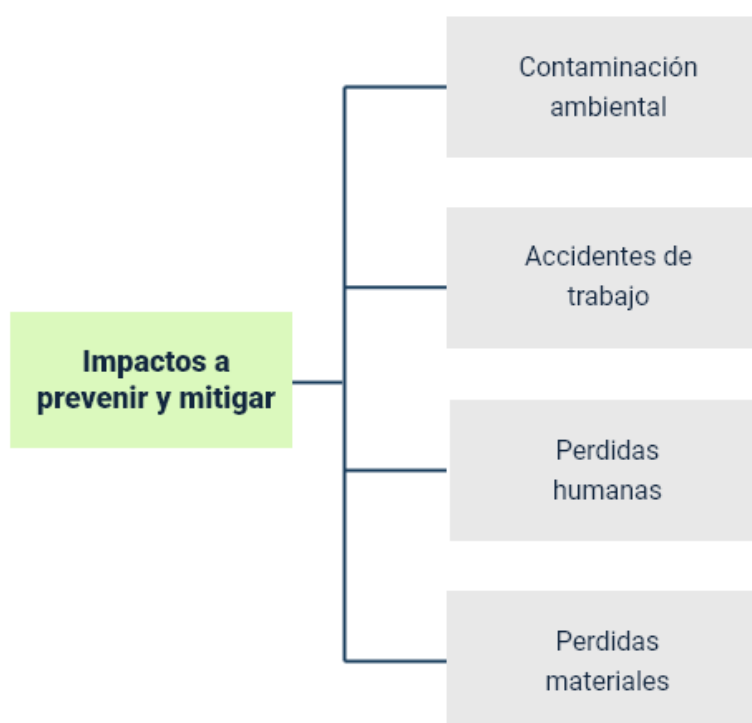 Contaminación
ambiental
Accidentes de
trabajo
Impactos a
prevenir y mitigar
Perdidas
humanas
Perdidas
materiales